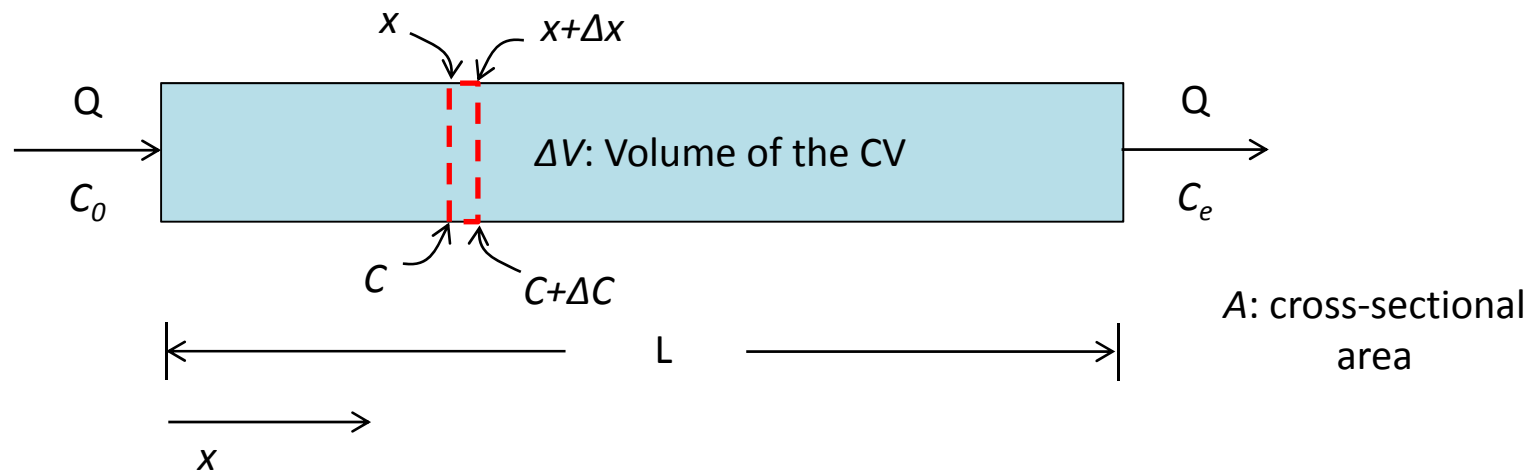 x
x+Δx
Q
C₀
ΔV: Volume of the CV
Q
Cₑ
C
C+ΔC
A: cross-sectional
area
L
x